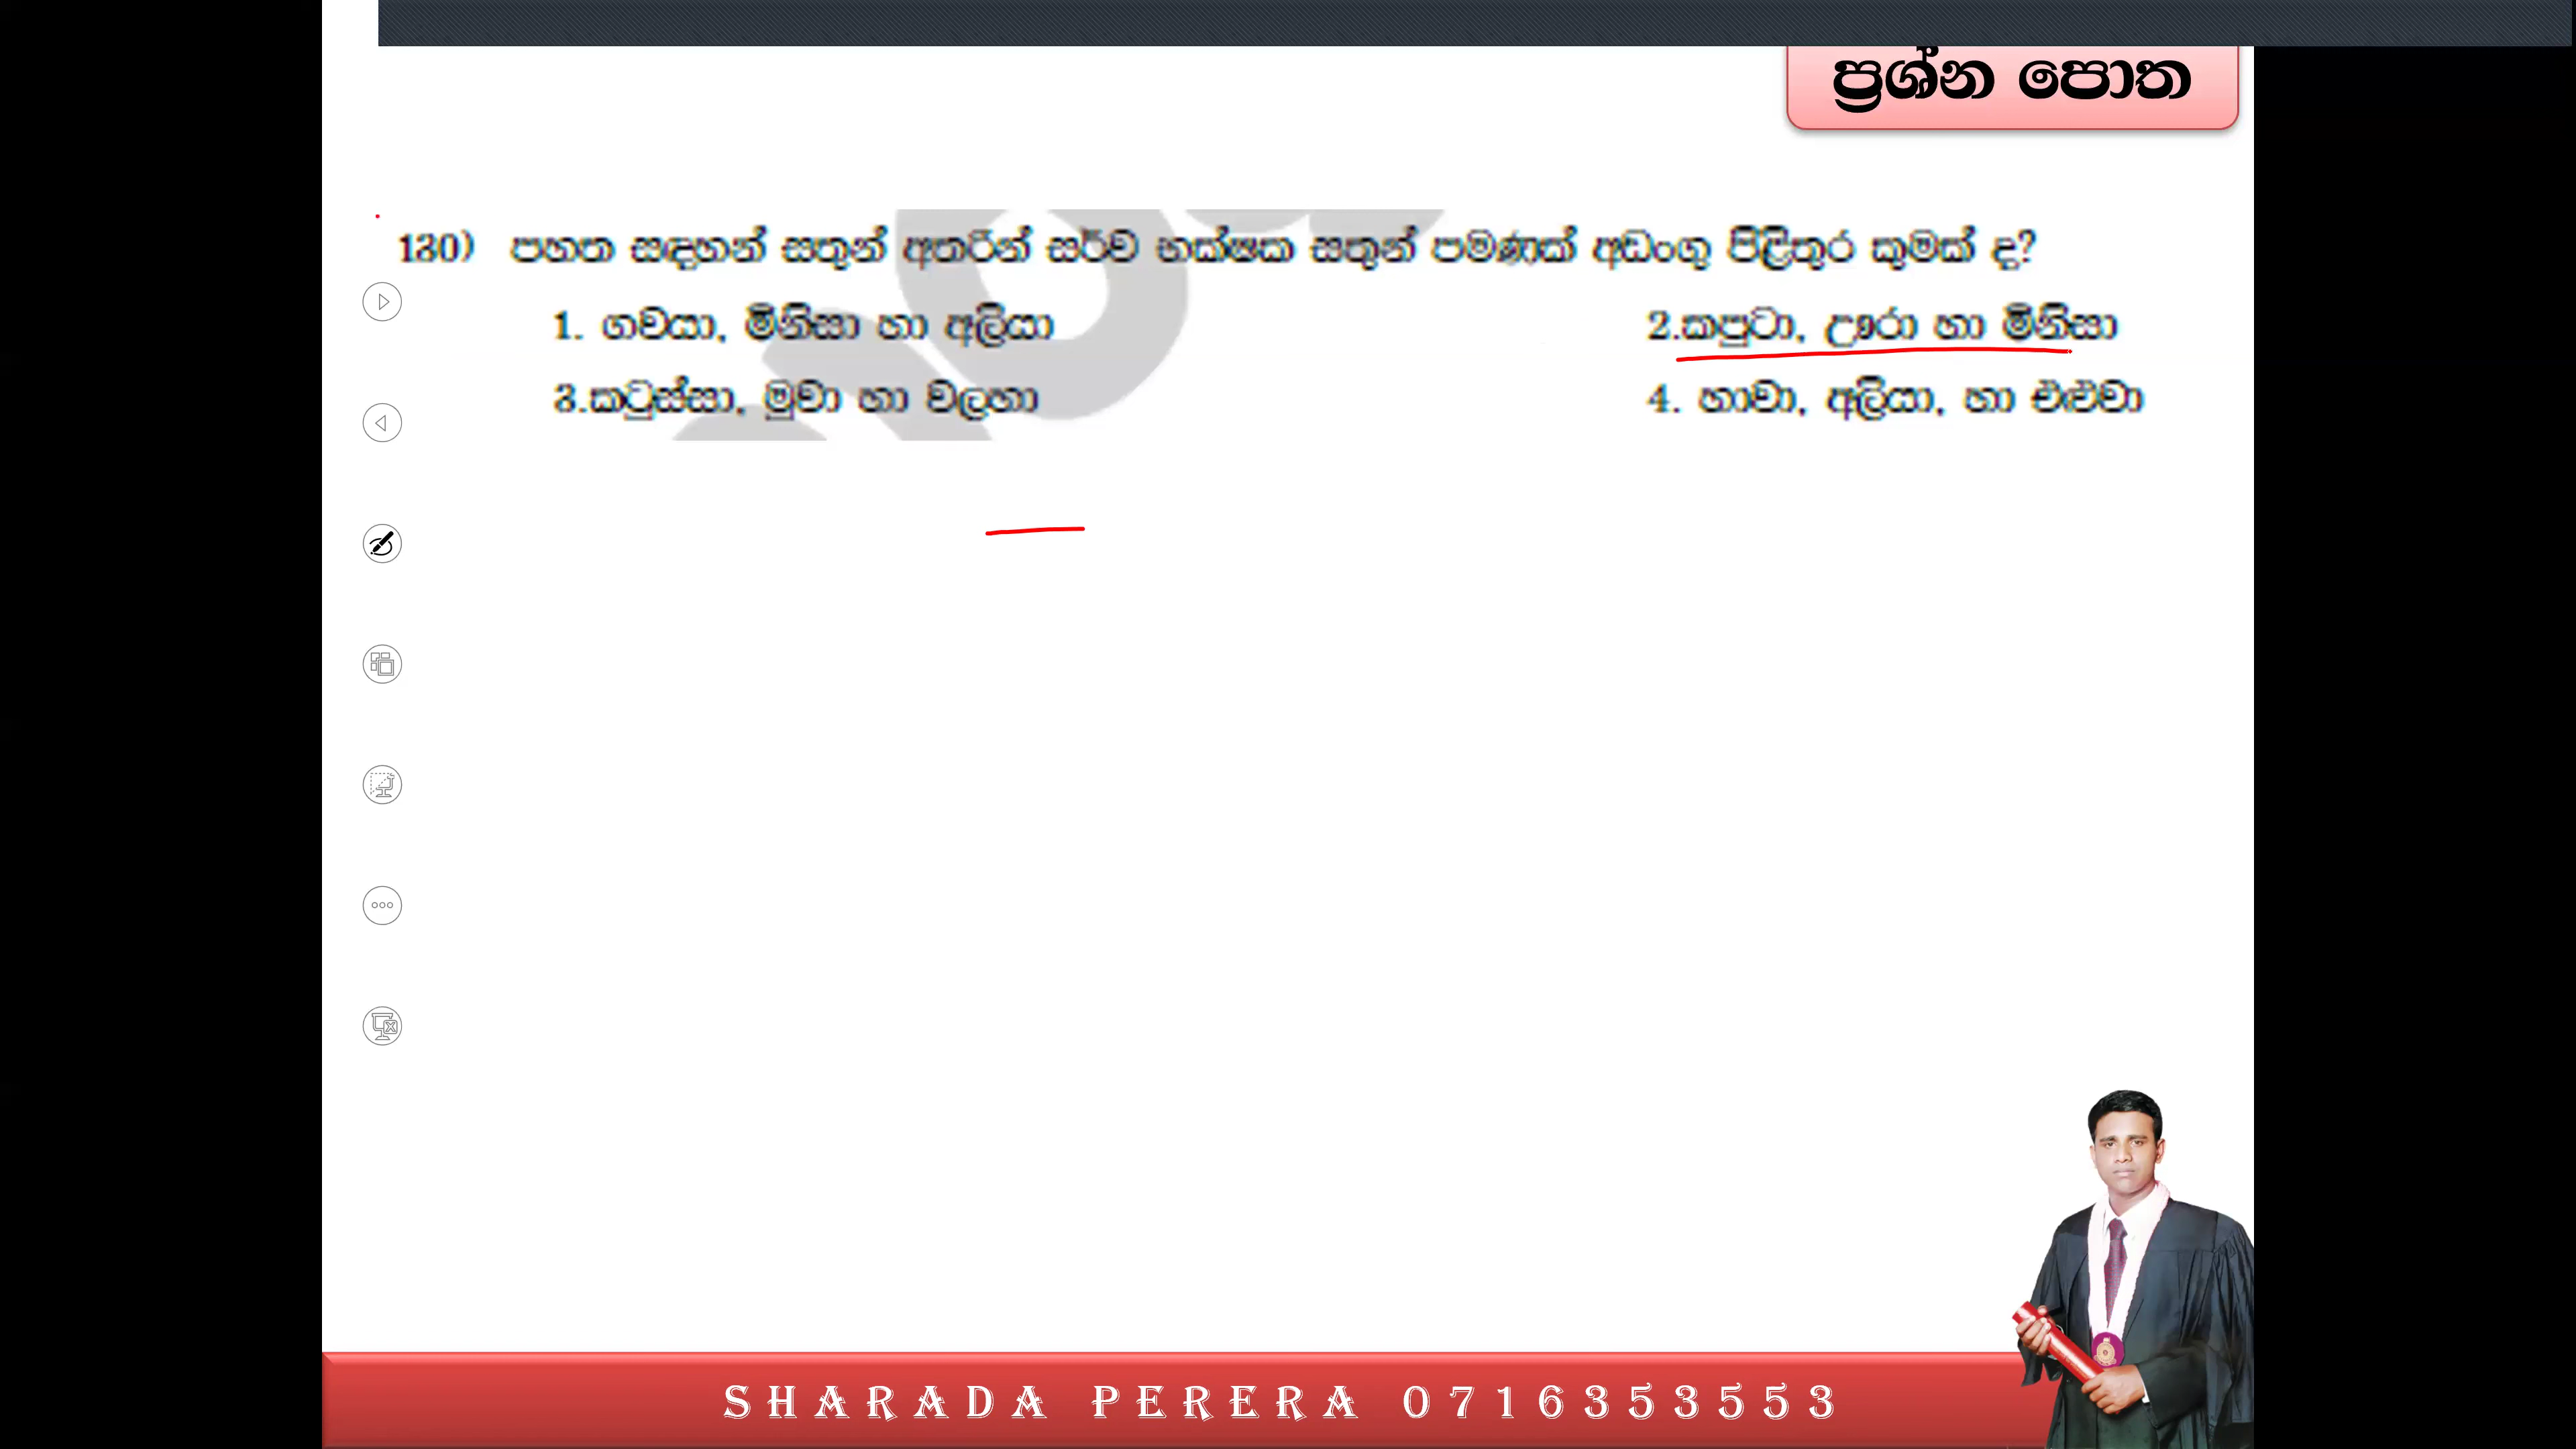 ප්‍රශ්න පොත
130) පහත සඳහන් සතුන් අතරින් සර්ව භක්ෂක සතුන් පමණක් අඩංගු පිළිතුර කුමක් ද?
1. ගවයා, මිනිසා හා අලියා
2.කපුටා, ඌරා හා මිනිසා
3.කටුස්සා, මුවා හා වලහා
4. හාවා, අලියා, හා එළුවා
SHARADA PERERA 0716353553